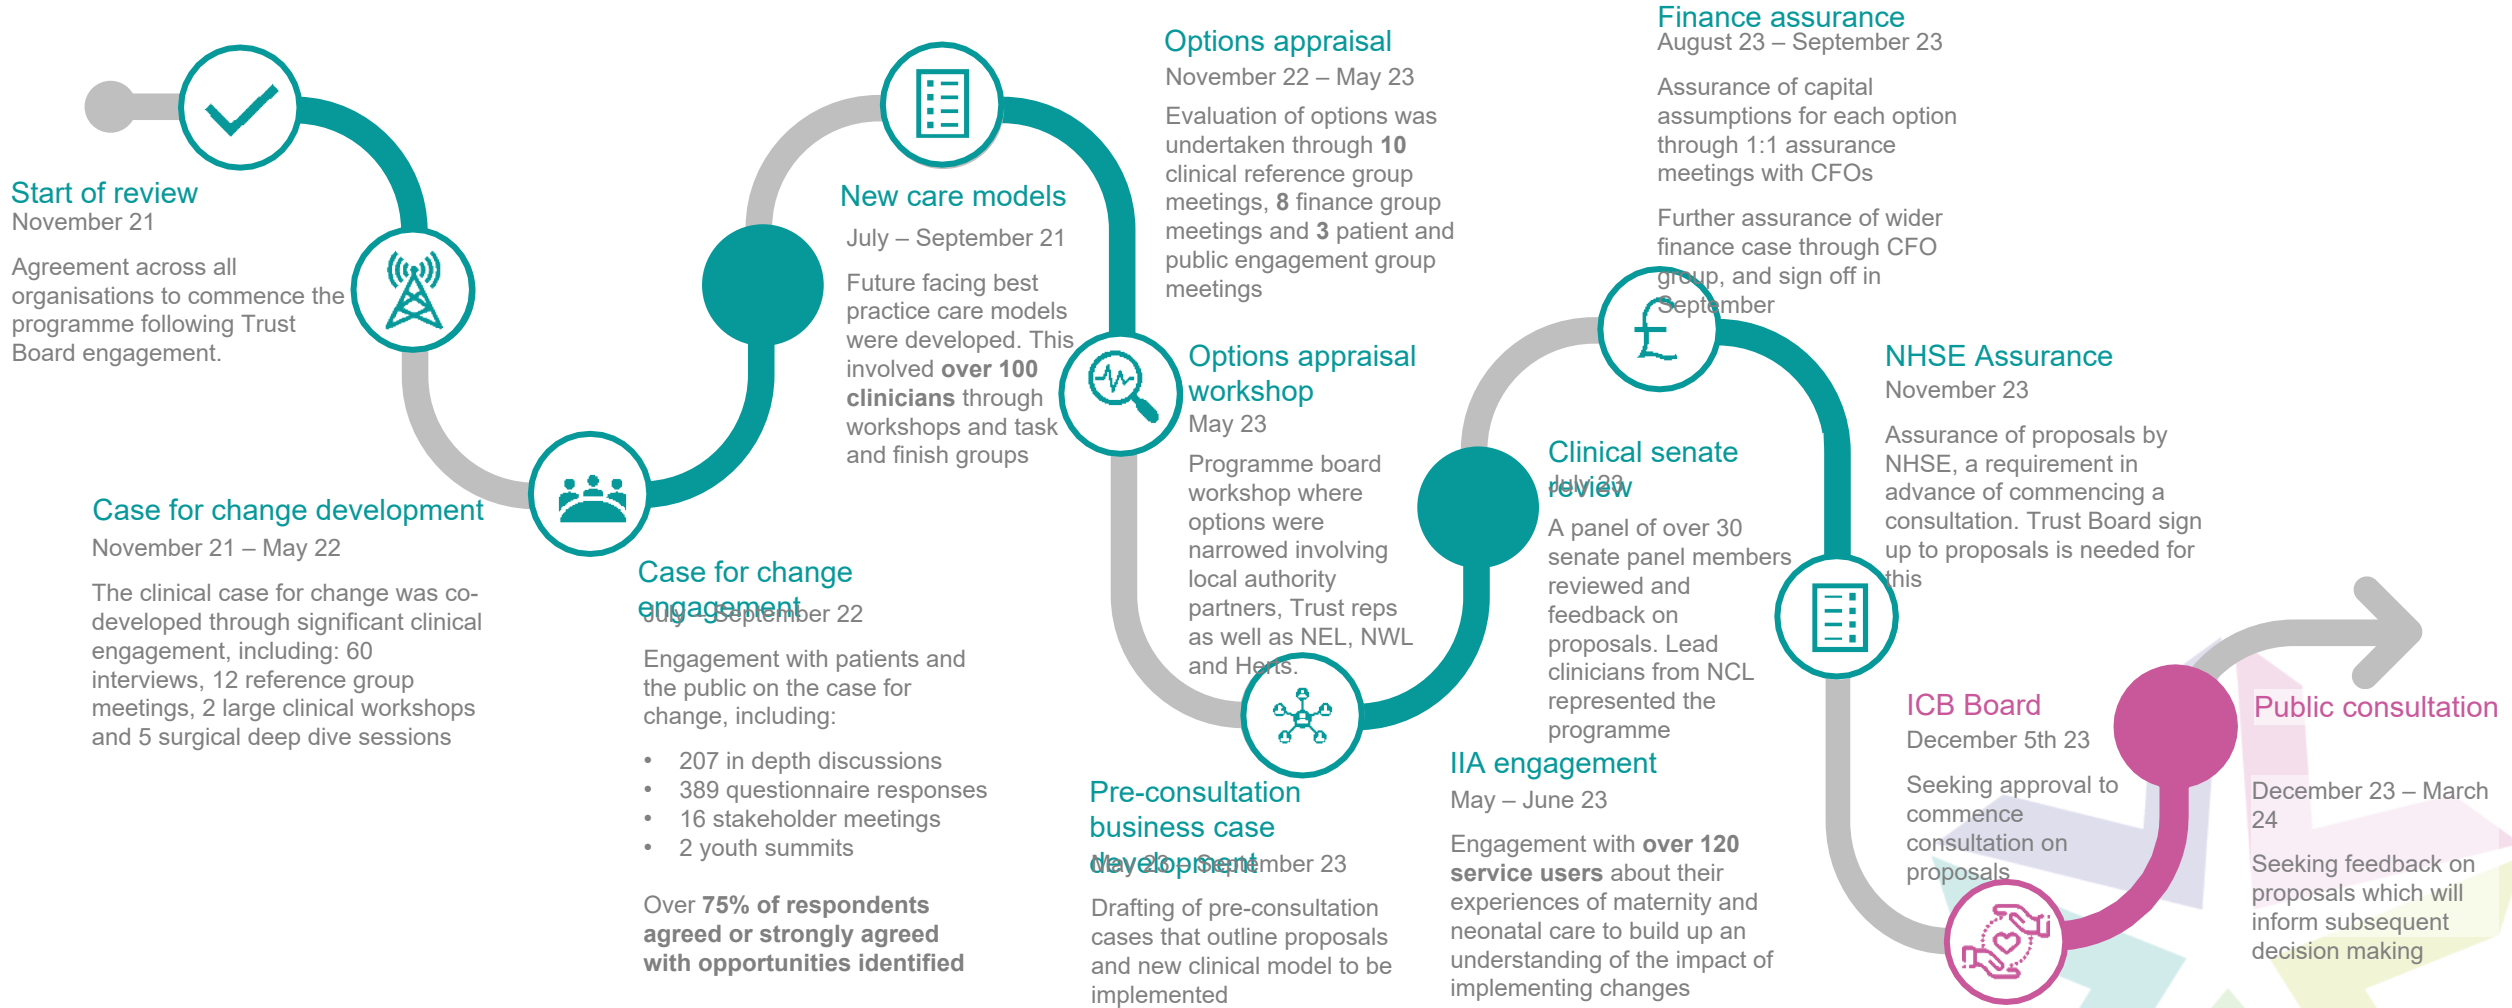 Start of review
November 21
Agreement across all
organisations to commence the
programme following Trust
Board engagement.
Case for change development
November 21 – May 22
The clinical case for change was co-
developed through significant clinical
engagement, including: 60
interviews, 12 reference group
meetings, 2 large clinical workshops
and 5 surgical deep dive sessions
Case for change
engagement
July – September 22
Engagement with patients and
the public on the case for
change, including:
• 207 in depth discussions
• 389 questionnaire responses
• 16 stakeholder meetings
• 2 youth summits
Over 75% of respondents
agreed or strongly agreed
with opportunities identified
New care models
July – September 21
Future facing best
practice care models
were developed. This
involved over 100
clinicians through
workshops and task
and finish groups
Options appraisal
November 22 – May 23
Evaluation of options was
undertaken through 10
clinical reference group
meetings, 8 finance group
meetings and 3 patient and
public engagement group
meetings
Options appraisal
workshop
May 23
Programme board
workshop where
options were
narrowed involving
local authority
partners, Trust reps
as well as NEL, NWL
and Herts.
Pre-consultation
business case
development
May 23 – September 23
Drafting of pre-consultation
cases that outline proposals
and new clinical model to be
implemented
IIA engagement
May – June 23
Engagement with over 120
service users about their
experiences of maternity and
neonatal care to build up an
understanding of the impact of
implementing changes
Clinical senate
review
July 23
A panel of over 30
senate panel members
reviewed and
feedback on
proposals. Lead
clinicians from NCL
represented the
programme
Finance assurance
August 23 – September 23
Assurance of capital
assumptions for each option
through 1:1 assurance
meetings with CFOs
Further assurance of wider
finance case through CFO
group, and sign off in
September
£
NHSE Assurance
November 23
Assurance of proposals by
NHSE, a requirement in
advance of commencing a
consultation. Trust Board sign
up to proposals is needed for
this
ICB Board
December 5th 23
Seeking approval to
commence
consultation on
proposals
Public consultation
December 23 – March
24
Seeking feedback on
proposals which will
inform subsequent
decision making